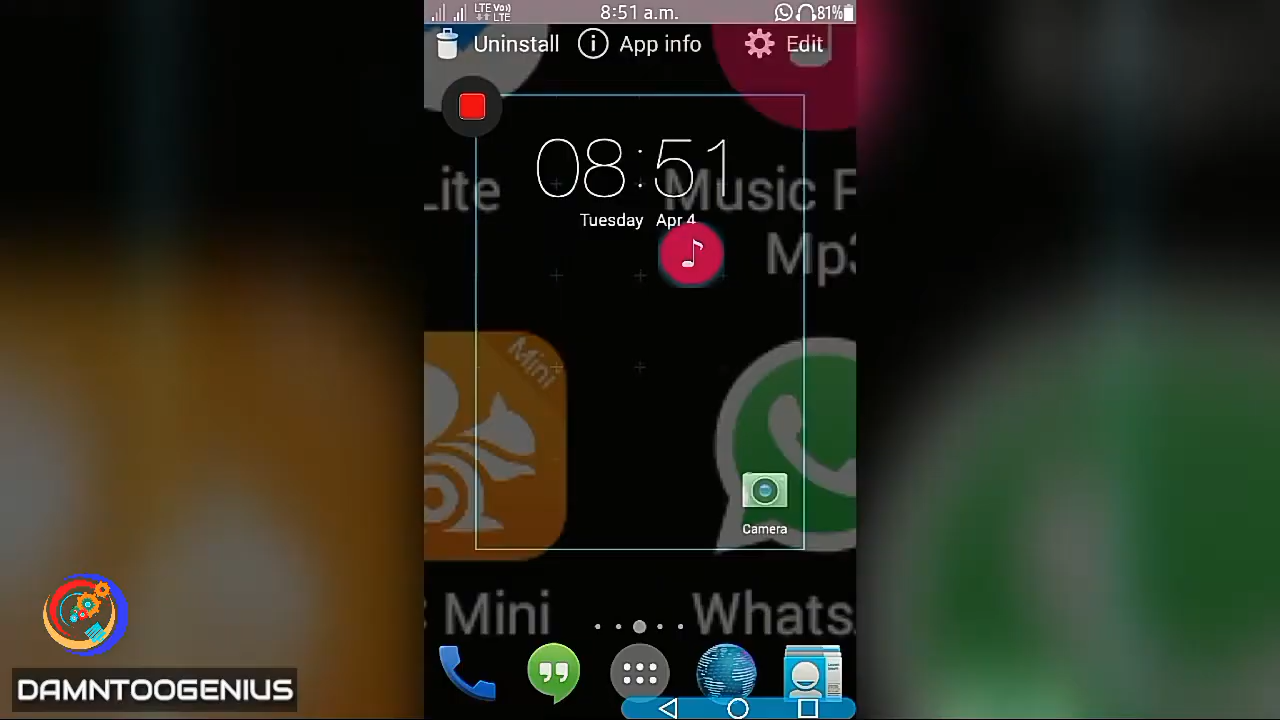 LTE Vo)) LTE 8:51 a.m. 81%
Uninstall App info Edit
08:51
Lite Music
Tuesday Apr 4
Mp3
Mini
Camera
Mini Whats
DAMNTOOGENIUS